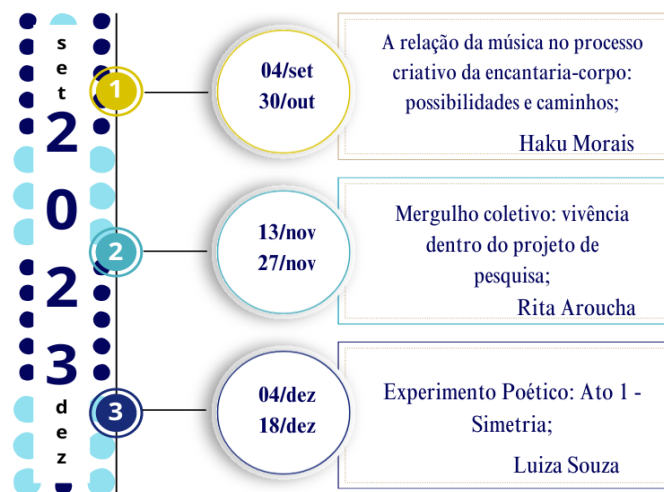 set
2
0
2
3
dez
1
04/set
30/out
A relação da música no processo
criativo da encantaria-corpo:
possibilidades e caminhos;
Haku Morais
2
13/nov
27/nov
Mergulho coletivo: vivência
dentro do projeto de
pesquisa;
Rita Aroucha
3
04/dez
18/dez
Experimento Poético: Ato 1 -
Simetria;
Luiza Souza